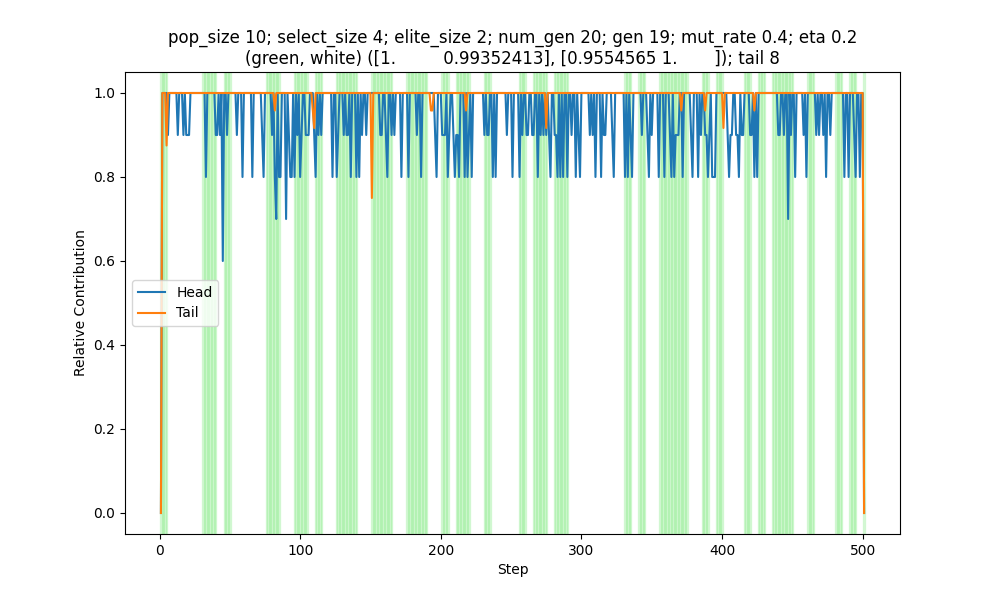 pop_size 10; select_size 4; elite_size 2; num_gen 20; gen 19; mut_rate 0.4; eta 0.2
(green, white) ([1.         0.99352413], [0.9554565 1.       ]); tail 8
1.0
0.8
0.6
0.4
0.2
0.0
Relative Contribution
Head
Tail
0
100
200
300
400
500
Step